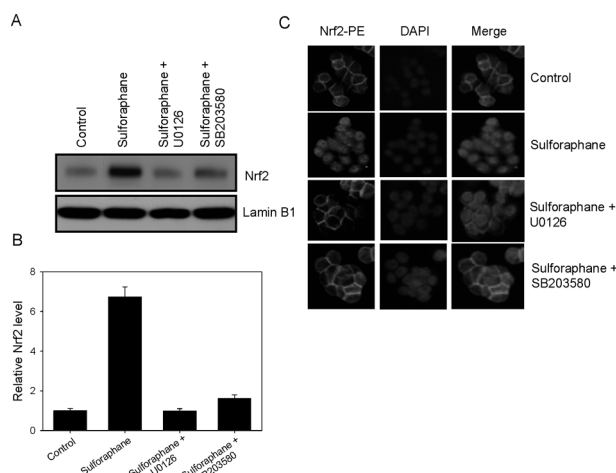 A
Control
Sulforaphane
Sulforaphane +
U0126
Sulforaphane +
SB203580
Nrf2
Lamin B1
B
Relative Nrf2 level
8
6
4
2
0
Control
Sulforaphane
Sulforaphane +
U0126
Sulforaphane +
SB203580
C
Nrf2-PE
DAPI
Merge
Control
Sulforaphane
Sulforaphane +
U0126
Sulforaphane +
SB203580